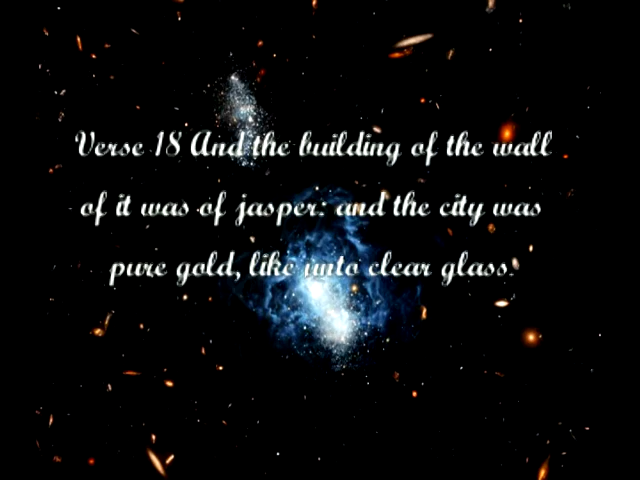 Verse 18 And the building of the wall
of it was of jasper: and the city was
pure gold, like unto clear glass.